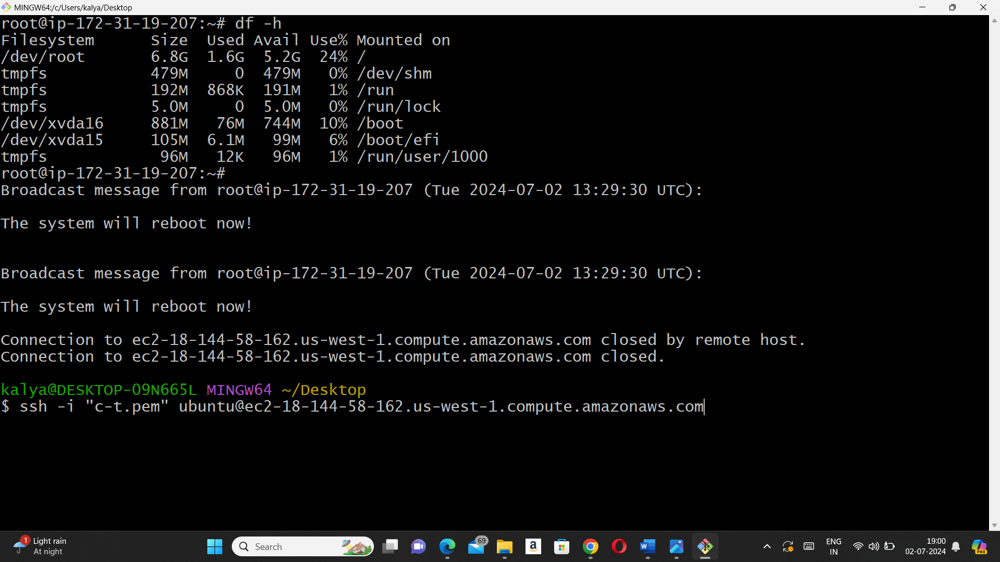 MINGW64:/c/Users/kalya/Desktop
root@ip-172-31-19-207:~# df -h
Filesystem      Size  Used Avail Use% Mounted on
/dev/root       6.8G  1.6G  5.2G  24% /
tmpfs           479M     0  479M   0% /dev/shm
tmpfs           192M  868K  191M   1% /run
tmpfs           5.0M     0  5.0M   0% /run/lock
/dev/xvda16     881M   76M  744M  10% /boot
/dev/xvda15     105M  6.1M   99M   6% /boot/efi
tmpfs            96M   12K   96M   1% /run/user/1000
root@ip-172-31-19-207:~#
Broadcast message from root@ip-172-31-19-207 (Tue 2024-07-02 13:29:30 UTC):
The system will reboot now!
Broadcast message from root@ip-172-31-19-207 (Tue 2024-07-02 13:29:30 UTC):
The system will reboot now!
Connection to ec2-18-144-58-162.us-west-1.compute.amazonaws.com closed by remote host.
Connection to ec2-18-144-58-162.us-west-1.compute.amazonaws.com closed.
kalya@DESKTOP-O9N665L MINGW64 ~/Desktop
$ ssh -i "c-t.pem" ubuntu@ec2-18-144-58-162.us-west-1.compute.amazonaws.com
1
Light rain
At night
Search
69
a
W
PRE
ENG
IN
19:00
02-07-2024